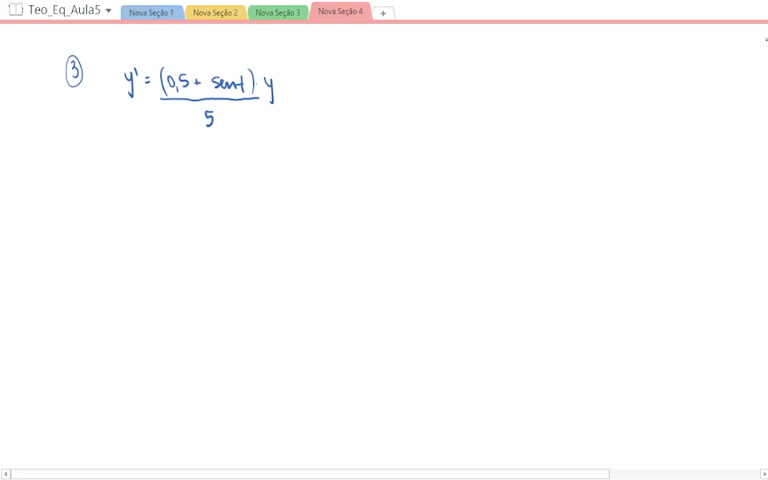 Teo_Eq_Aula5 Nova Seção 1 Nova Seção 2 Nova Seção 3 Nova Seção 4 +
3 y' = (0,5 + sent) . y
5